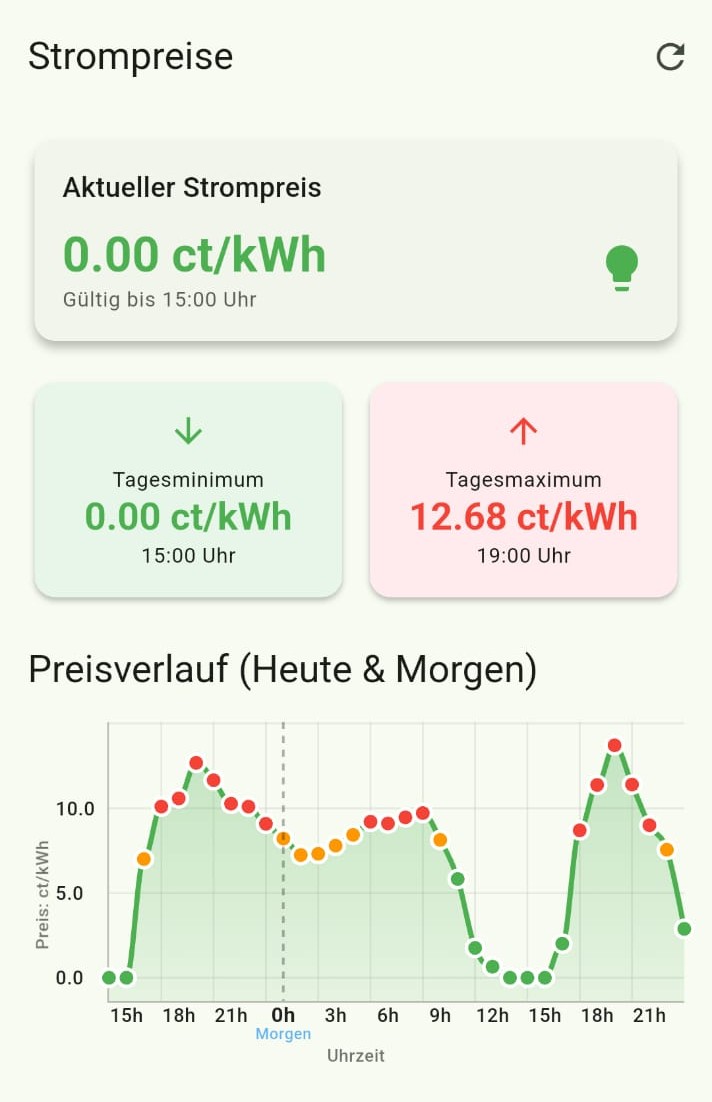 Strompreise
Aktueller Strompreis
0.00 ct/kWh
Gültig bis 15:00 Uhr
Tagesminimum
0.00 ct/kWh
15:00 Uhr
Tagesmaximum
12.68 ct/kWh
19:00 Uhr
Preisverlauf (Heute & Morgen)
Preis: ct/kWh
10.0
5.0
0.0
15h 18h 21h 0h 3h 6h 9h 12h 15h 18h 21h
Morgen
Uhrzeit